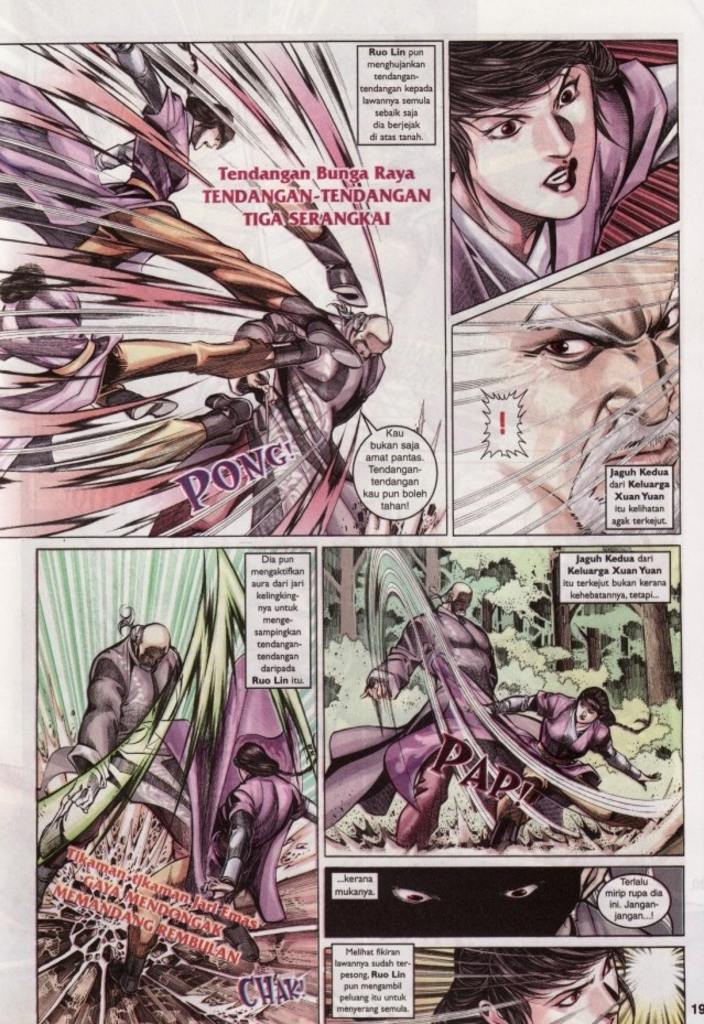 Ruo Lin pun
menghujankan
tendangan-
tendangan kepada
lawannya semula
sebaik saja
dia berjejak
di atas tanah.
Tendangan Bunga Raya
TENDANGAN-TENDANGAN
TIGA SERANGKAI
PONG!
Kau
bukan saja
amat pantas.
Tendangan-
tendangan
kau pun boleh
tahan!
!
Jaguh Kedua
dari Keluarga
Xuan Yuan
itu kelihatan
agak terkejut.
Dia pun
mengaktifkan
aura dari jari
kelingking-
nya untuk
menge-
sampingkan
tendangan-
tendangan
daripada
Ruo Lin itu.
Tikaman-tikaman Jari Emas
GAYA MENDONGAK
MEMANDANG REMBULAN
CHAK!
Jaguh Kedua dari
Keluarga Xuan Yuan
itu terkejut bukan kerana
kehebatannya, tetapi...
PAP!
...kerana
mukanya.
Terlalu
mirip rupa dia
ini. Jangan-
jangan...!
Melihat fikiran
lawannya sudah ter-
pesong, Ruo Lin
pun mengambil
peluang itu untuk
menyerang semula.
19